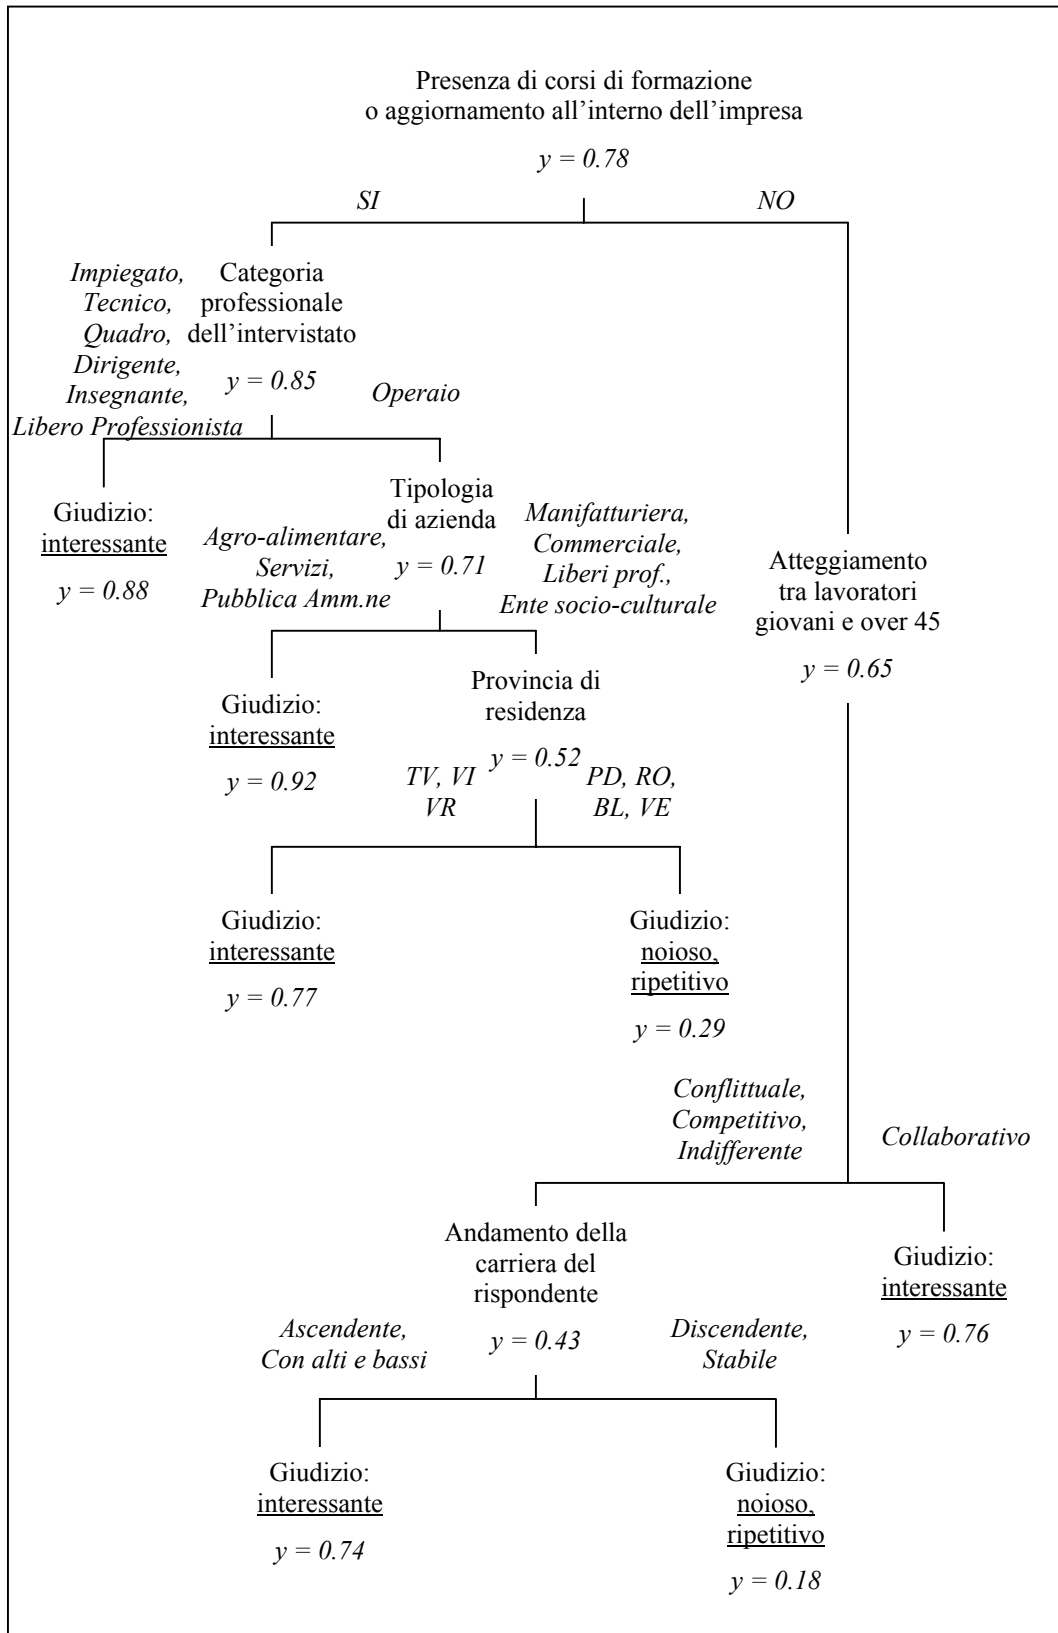 Presenza di corsi di formazione
o aggiornamento all’interno dell’impresa
y = 0.78
SI
NO
Impiegato,
Tecnico,
Quadro,
Dirigente,
Insegnante,
Libero Professionista
Categoria
professionale
dell’intervistato
y = 0.85
Operaio
Giudizio:
interessante
y = 0.88
Agro-alimentare,
Servizi,
Pubblica Amm.ne
Tipologia
di azienda
y = 0.71
Manifatturiera,
Commerciale,
Liberi prof.,
Ente socio-culturale
Atteggiamento
tra lavoratori
giovani e over 45
y = 0.65
Giudizio:
interessante
y = 0.92
Provincia di
residenza
y = 0.52
TV, VI
VR
PD, RO,
BL, VE
Giudizio:
interessante
y = 0.77
Giudizio:
noioso,
ripetitivo
y = 0.29
Conflittuale,
Competitivo,
Indifferente
Collaborativo
Andamento della
carriera del
rispondente
y = 0.43
Giudizio:
interessante
y = 0.76
Ascendente,
Con alti e bassi
Discendente,
Stabile
Giudizio:
interessante
y = 0.74
Giudizio:
noioso,
ripetitivo
y = 0.18